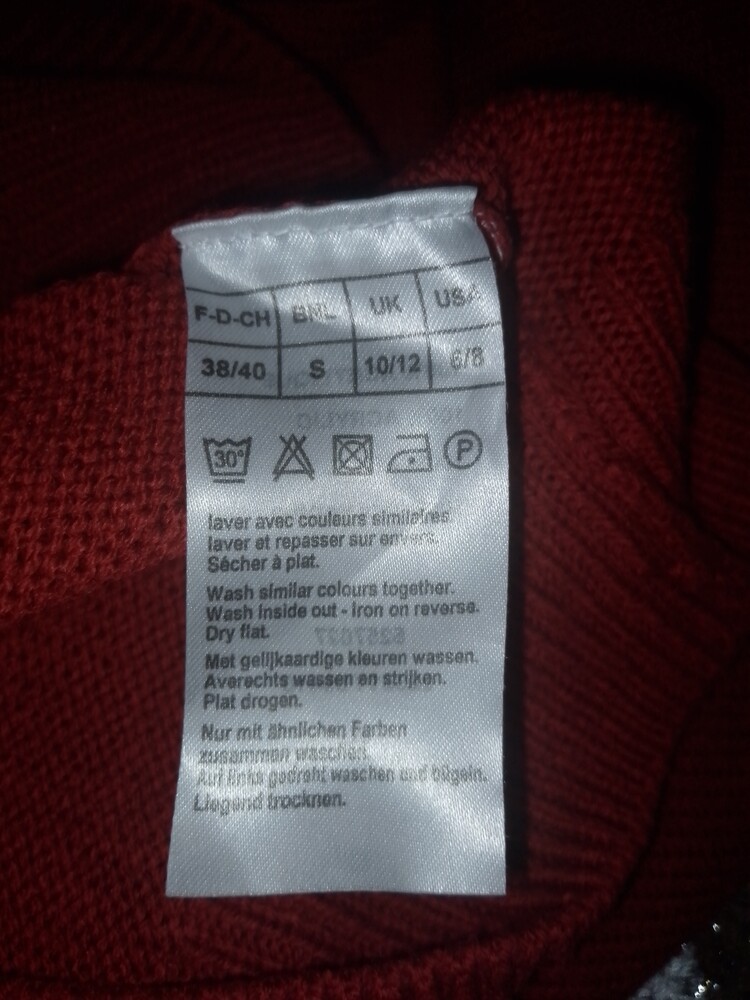 F-D-CH BNL UK USA
38/40 S 10/12 6/8
30° P
laver avec couleurs similaires.
laver et repasser sur envers.
Sécher à plat.
Wash similar colours together.
Wash inside out - Iron on reverse.
Dry flat.
Met gelijkaardige kleuren wassen.
Averechts wassen en strijken.
Plat drogen.
Nur mit ähnlichen Farben
zusammen waschen.
Auf links gedreht waschen und bügeln.
Liegend trocknen.